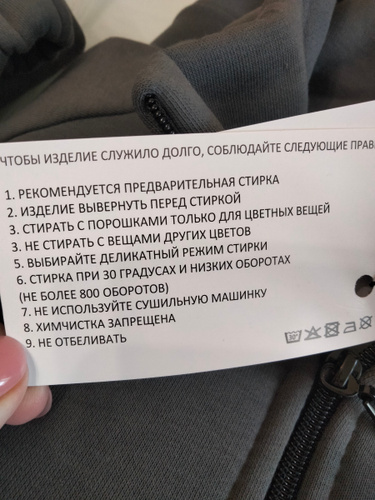 ЧТОБЫ ИЗДЕЛИЕ СЛУЖИЛО ДОЛГО, СОБЛЮДАЙТЕ СЛЕДУЮЩИЕ ПРАВ
1. РЕКОМЕНДУЕТСЯ ПРЕДВАРИТЕЛЬНАЯ СТИРКА
2. ИЗДЕЛИЕ ВЫВЕРНУТЬ ПЕРЕД СТИРКОЙ
3. СТИРАТЬ С ПОРОШКАМИ ТОЛЬКО ДЛЯ ЦВЕТНЫХ ВЕЩЕЙ
3. НЕ СТИРАТЬ С ВЕЩАМИ ДРУГИХ ЦВЕТОВ
5. ВЫБИРАЙТЕ ДЕЛИКАТНЫЙ РЕЖИМ СТИРКИ
6. СТИРКА ПРИ 30 ГРАДУСАХ И НИЗКИХ ОБОРОТАХ
(НЕ БОЛЕЕ 800 ОБОРОТОВ)
7. НЕ ИСПОЛЬЗУЙТЕ СУШИЛЬНУЮ МАШИНКУ
8. ХИМЧИСТКА ЗАПРЕЩЕНА
9. НЕ ОТБЕЛИВАТЬ